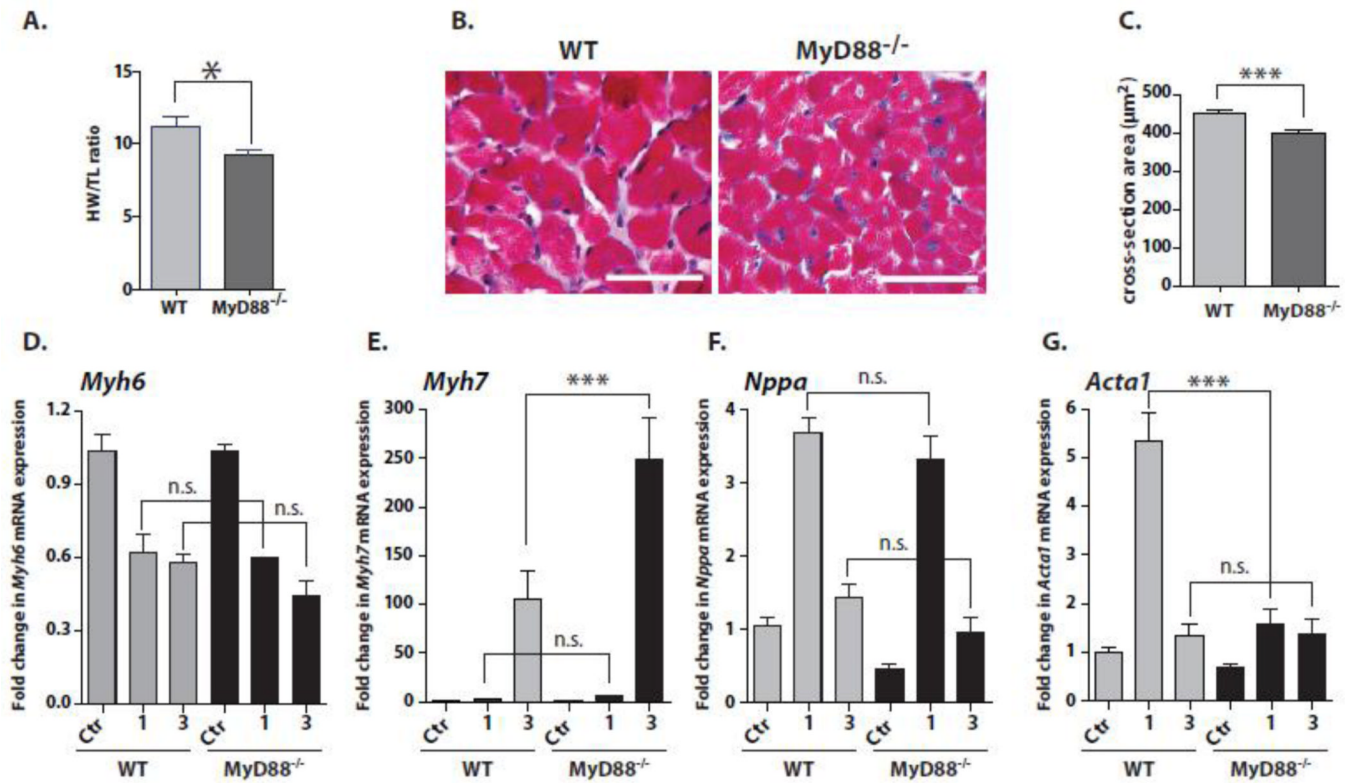 A.
HW/TL ratio
15
10
5
0
*
WT
MyD88-/-
B.
WT
MyD88-/-
C.
cross-section area (µm²)
500
400
300
200
100
0
***
WT
MyD88-/-
D.
Myh6
Fold change in Myh6 mRNA expression
1.2
0.9
0.6
0.3
0.0
n.s.
n.s.
Ctr
1
3
Ctr
1
3
WT
MyD88-/-
E.
Myh7
Fold change in Myh7 mRNA expression
300
250
200
150
100
50
0
***
n.s.
Ctr
1
3
Ctr
1
3
WT
MyD88-/-
F.
Nppa
Fold change in Nppa mRNA expression
4
3
2
1
0
n.s.
n.s.
Ctr
1
3
Ctr
1
3
WT
MyD88-/-
G.
Acta1
Fold change in Acta1 mRNA expression
6
5
4
3
2
1
0
***
n.s.
Ctr
1
3
Ctr
1
3
WT
MyD88-/-